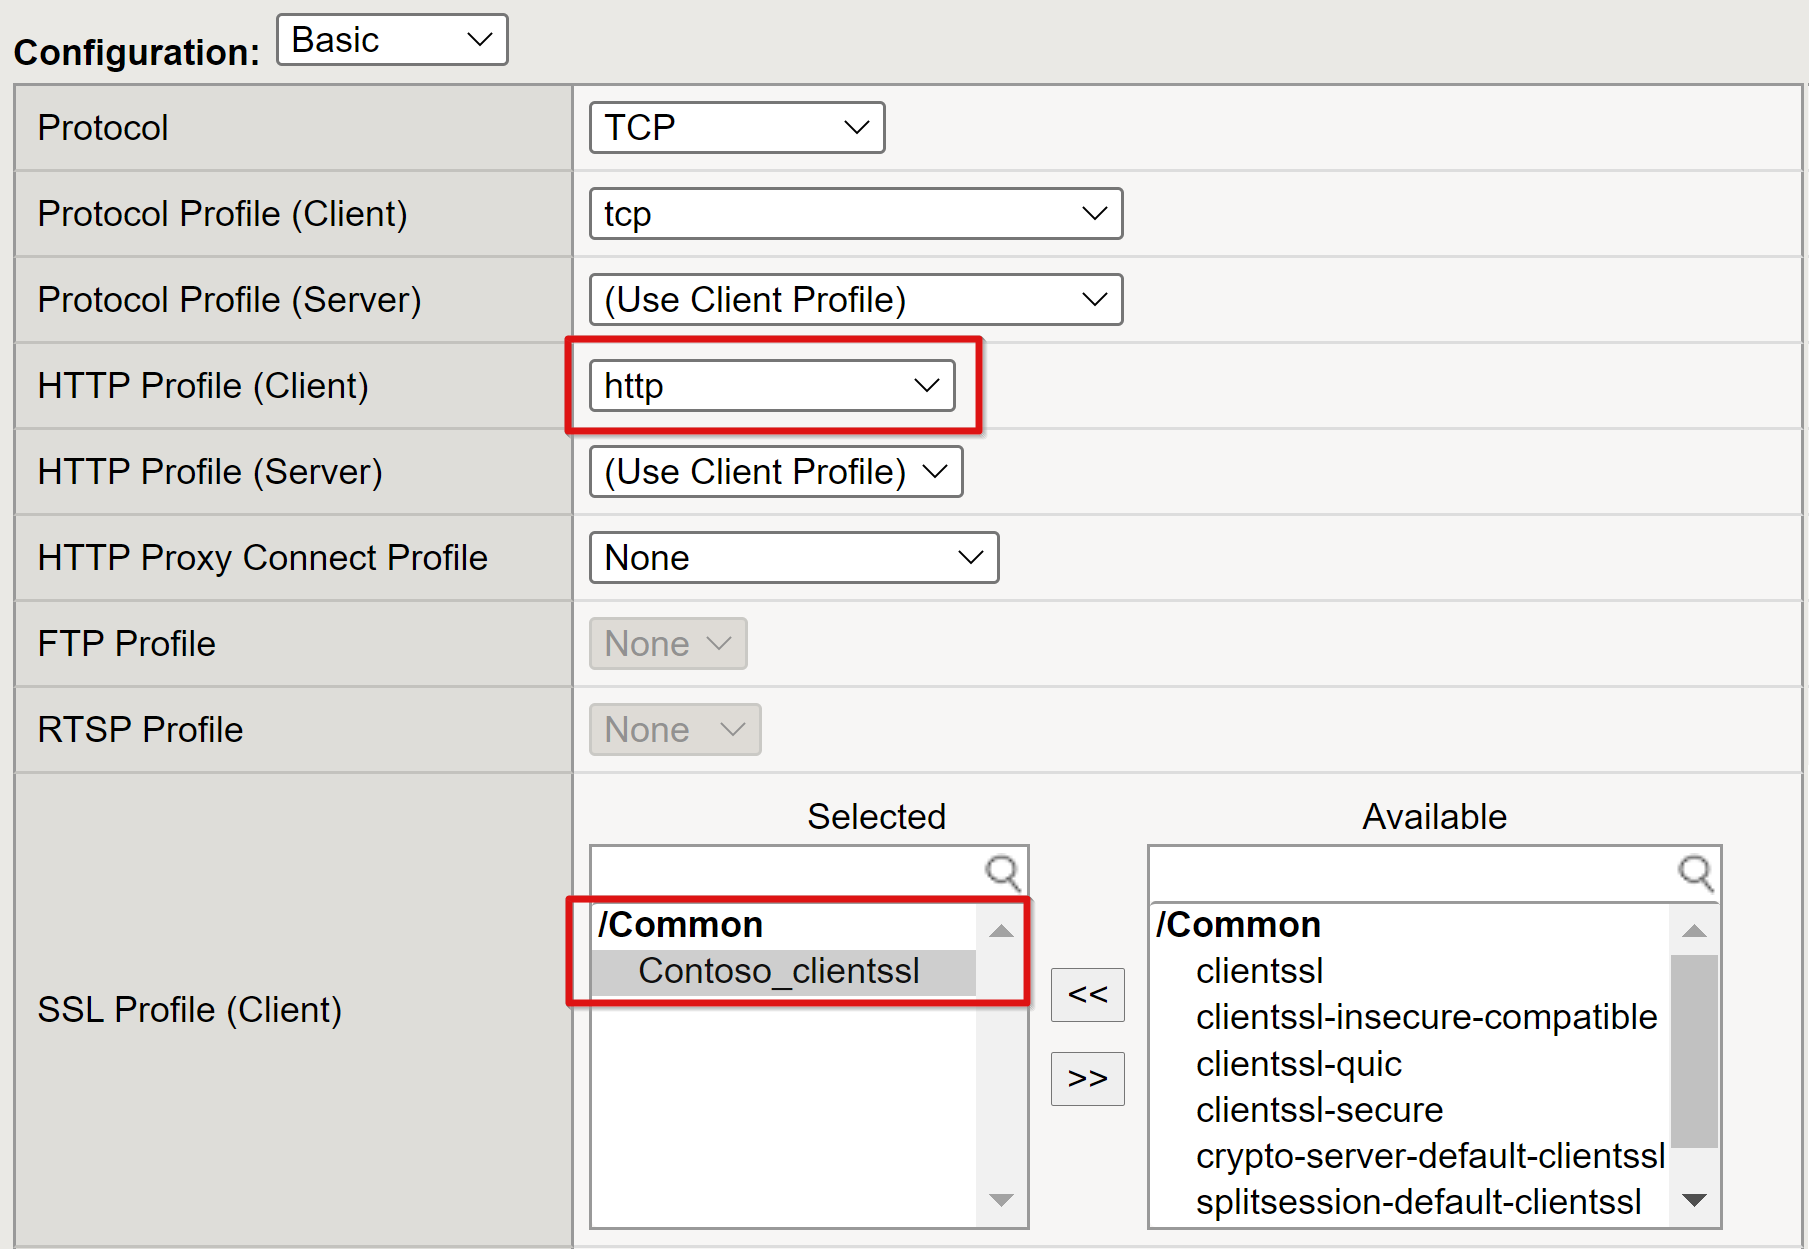 Configuration: Basic
Protocol TCP
Protocol Profile (Client) tcp
Protocol Profile (Server) (Use Client Profile)
HTTP Profile (Client) http
HTTP Profile (Server) (Use Client Profile)
HTTP Proxy Connect Profile None
FTP Profile None
RTSP Profile None
SSL Profile (Client)
Selected
/Common
Contoso_clientssl
<<
>>
Available
/Common
clientssl
clientssl-insecure-compatible
clientssl-quic
clientssl-secure
crypto-server-default-clientssl
splitsession-default-clientssl